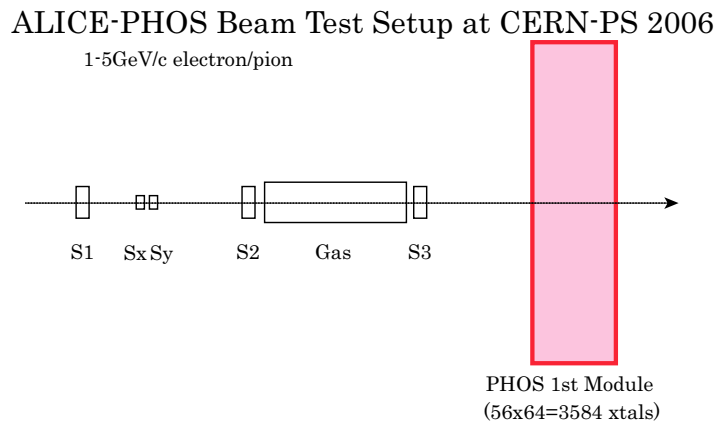 ALICE-PHOS Beam Test Setup at CERN-PS 2006
1-5GeV/c electron/pion
S1 Sx Sy S2 Gas S3
PHOS 1st Module
(56x64=3584 xtals)